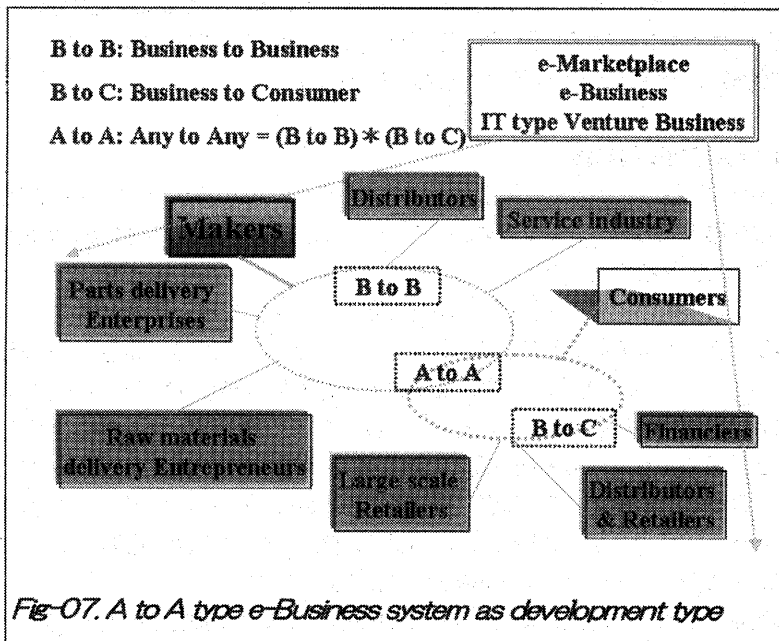 B to B: Business to Business
B to C: Business to Consumer
A to A: Any to Any = (B to B) * (B to C)
e-Marketplace
e-Business
IT type Venture Business
Distributors
Makers
Service industry
Parts delivery
Enterprises
B to B
Consumers
A to A
B to C
Financiers
Raw materials
delivery Entrepreneurs
Large scale
Retailers
Distributors
& Retailers
Fig-07. A to A type e-Business system as development type